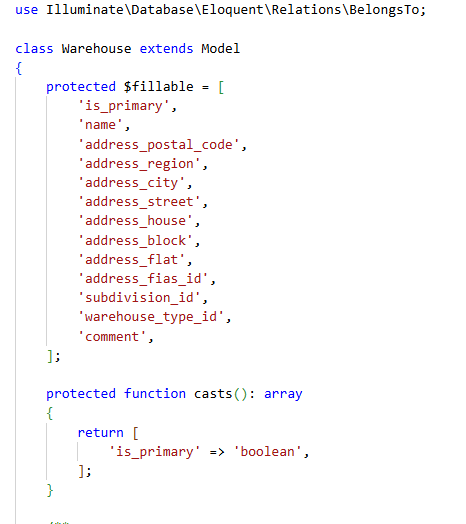 use Illuminate\Database\Eloquent\Relations\BelongsTo;
class Warehouse extends Model
{
protected $fillable = [
'is_primary',
'name',
'address_postal_code',
'address_region',
'address_city',
'address_street',
'address_house',
'address_block',
'address_flat',
'address_fias_id',
'subdivision_id',
'warehouse_type_id',
'comment',
];
protected function casts(): array
{
return [
'is_primary' => 'boolean',
];
}
/**